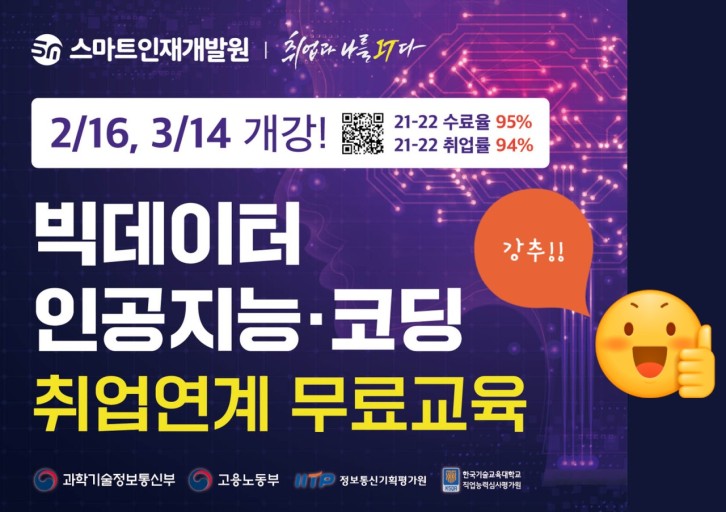 스마트인재개발원 | 취업과 나를 IT다
2/16, 3/14 개강!
21-22 수료율 95%
21-22 취업률 94%
빅데이터
강추!!
인공지능·코딩
취업연계 무료교육
과학기술정보통신부 고용노동부 IITP 정보통신기획평가원 한국기술교육대학교
직업능력심사평가원